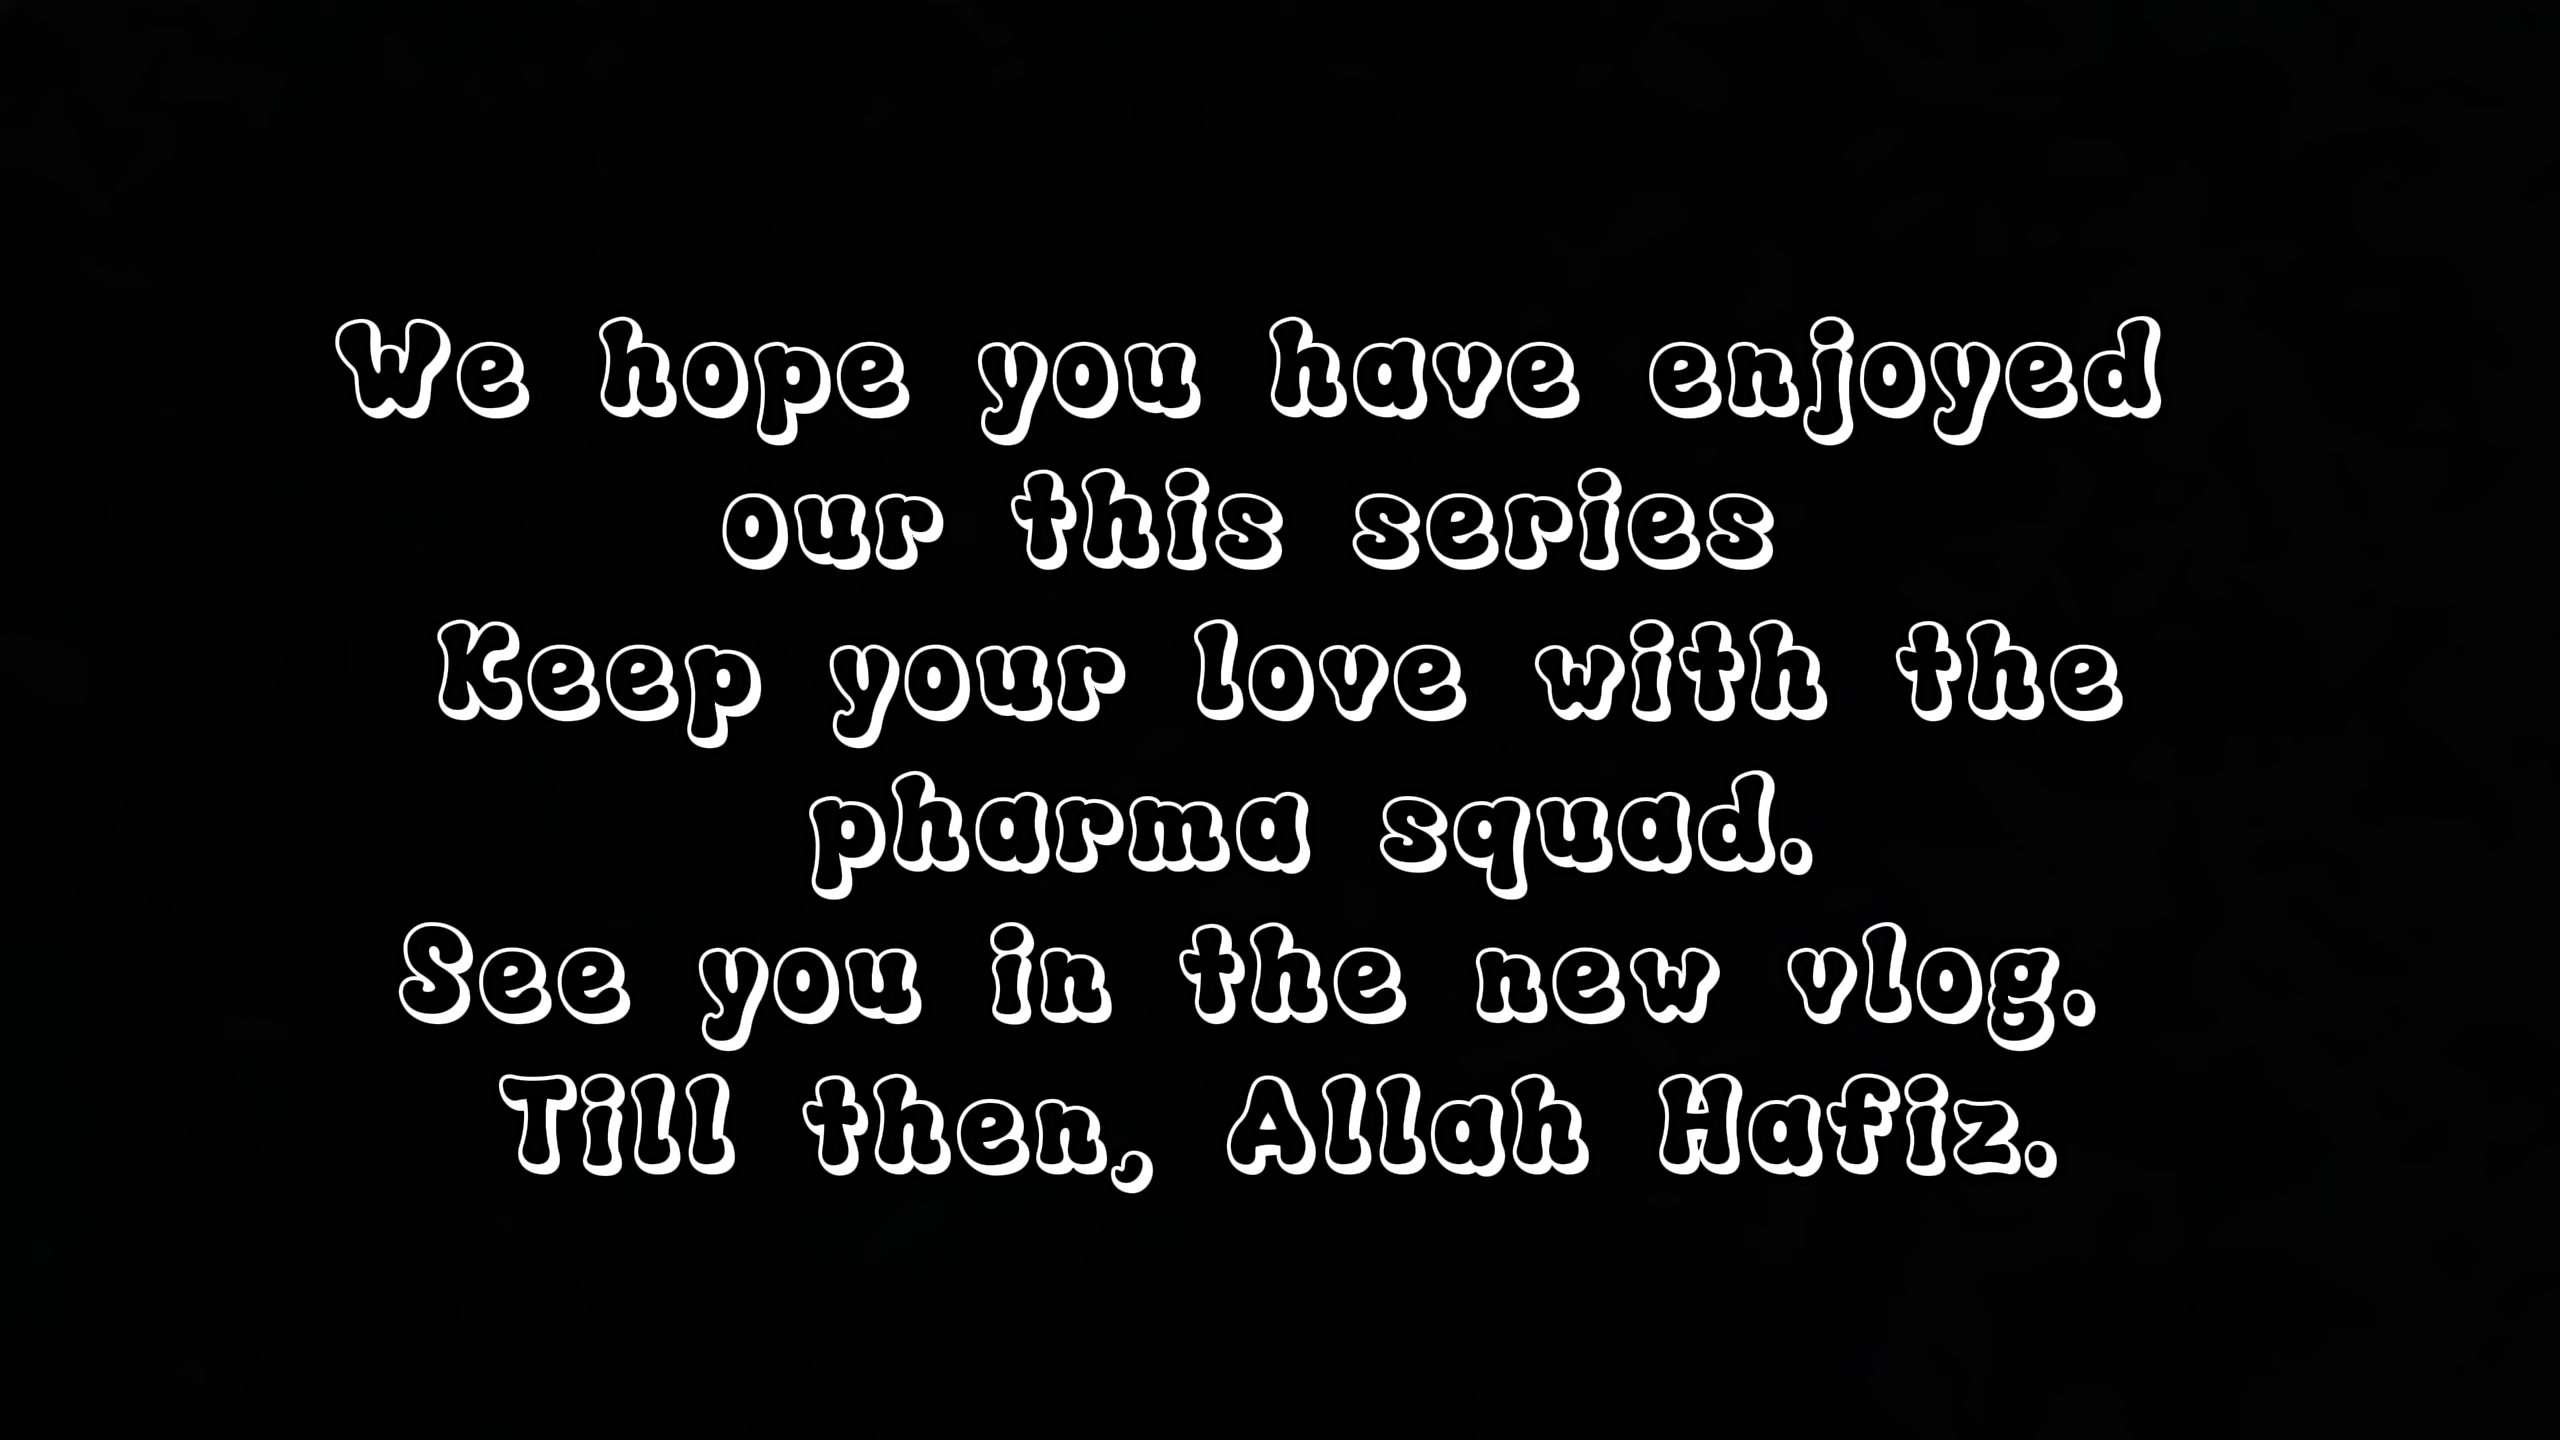 We hope you have enjoyed
our this series
Keep your love with the
pharma squad.
See you in the new vlog.
Till then, Allah Hafiz.